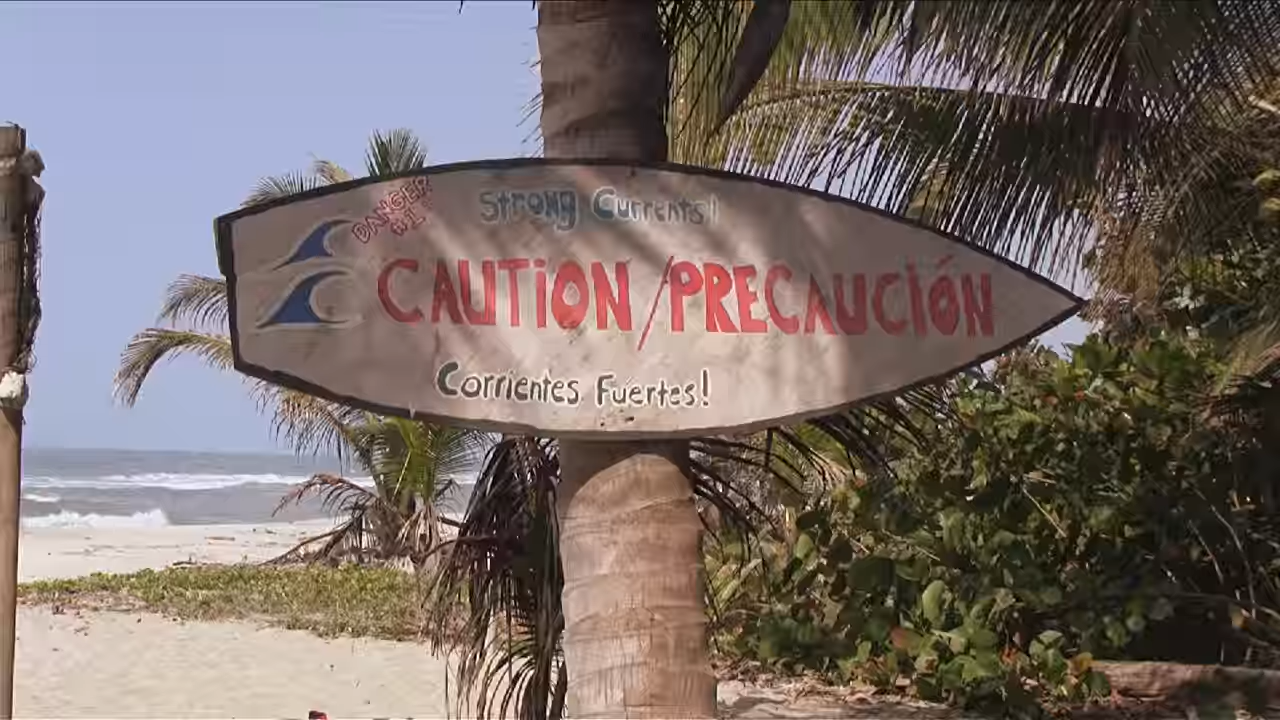 DANGER
#1
Strong Currents!
CAUTiON/PRECAUCiÓN
Corrientes Fuertes!